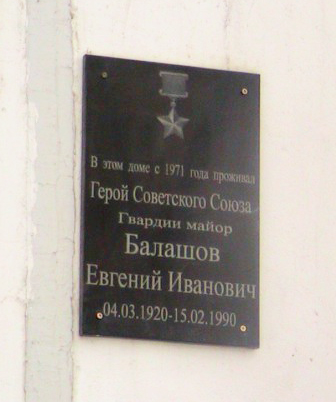 В этом доме с 1971 года проживал
Герой Советского Союза
Гвардии майор
Балашов
Евгений Иванович
04.03.1920-15.02.1990